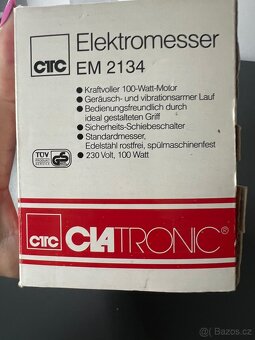 CTC
Elektromesser
EM 2134
● Kraftvoller 100-Watt-Motor
● Geräusch- und vibrationsarmer Lauf
● Bedienungsfreundlich durch
ideal gestalteten Griff
● Sicherheits-Schiebeschalter
● Standardmesser,
Edelstahl rostfrei, spülmaschinenfest
● 230 Volt, 100 Watt
TÜV
GS
CTC
CLATRONIC®
Bazos.cz